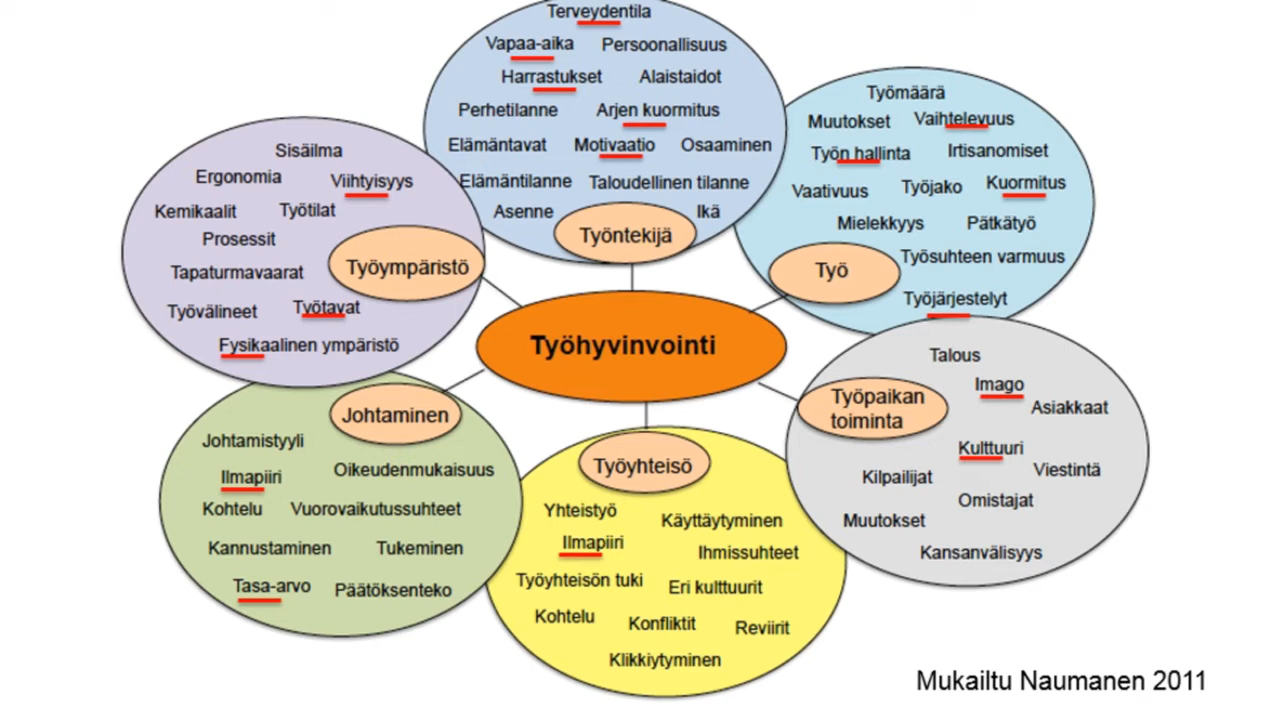 Terveydentila
Vapaa-aika Persoonallisuus
Harrastukset Alaistaidot
Perhetilanne Arjen kuormitus
Elämäntavat Motivaatio Osaaminen
Elämäntilanne Taloudellinen tilanne
Asenne Ikä
Työntekijä
Työmäärä
Muutokset Vaihtelevuus
Työn hallinta Irtisanomiset
Vaativuus Työjako Kuormitus
Mielekkyys Pätkätyö
Työ
Työsuhteen varmuus
Työjärjestelyt
Sisäilma
Ergonomia Viihtyisyys
Kemikaalit Työtilat
Prosessit
Työympäristö
Tapaturmavaarat
Työvälineet Työtavat
Fysikaalinen ympäristö
Työhyvinvointi
Talous
Imago
Työpaikan
toiminta
Asiakkaat
Kulttuuri
Kilpailijat Viestintä
Omistajat
Muutokset
Kansanvälisyys
Johtaminen
Johtamistyyli
Ilmapiiri Oikeudenmukaisuus
Kohtelu Vuorovaikutussuhteet
Kannustaminen Tukeminen
Tasa-arvo Päätöksenteko
Työyhteisö
Yhteistyö Käyttäytyminen
Ilmapiiri Ihmissuhteet
Työyhteisön tuki Eri kulttuurit
Kohtelu Konfliktit Reviirit
Klikkiytyminen
Mukailtu Naumanen 2011